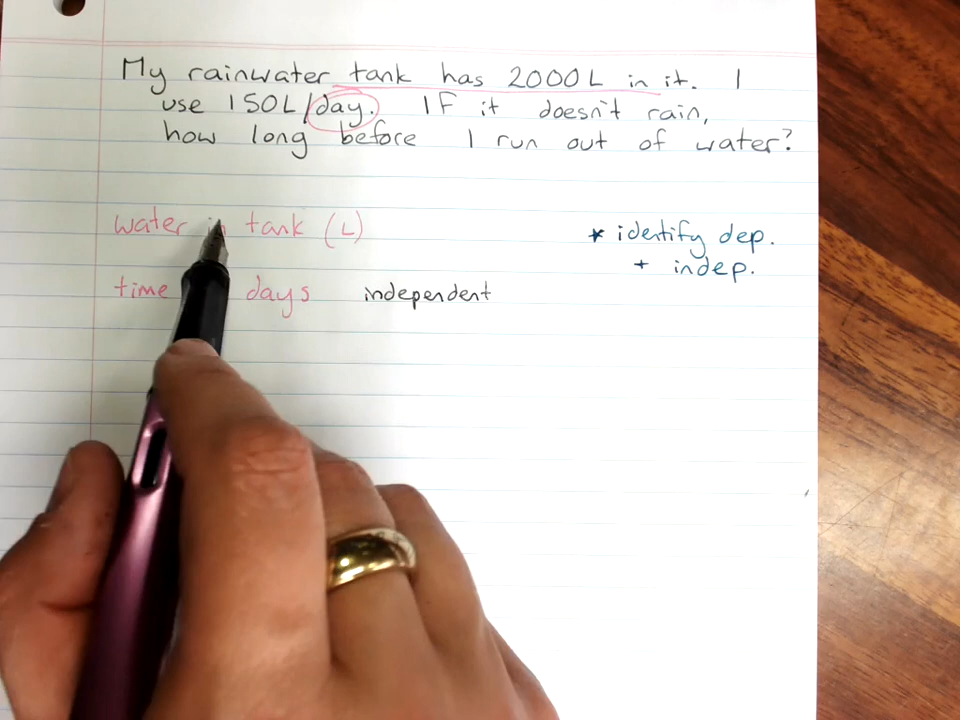 My rainwater tank has 2000L in it. I
use 150L/day. If it doesn't rain,
how long before I run out of water?
water in tank (L)
* identify dep.
+ indep.
time days independent